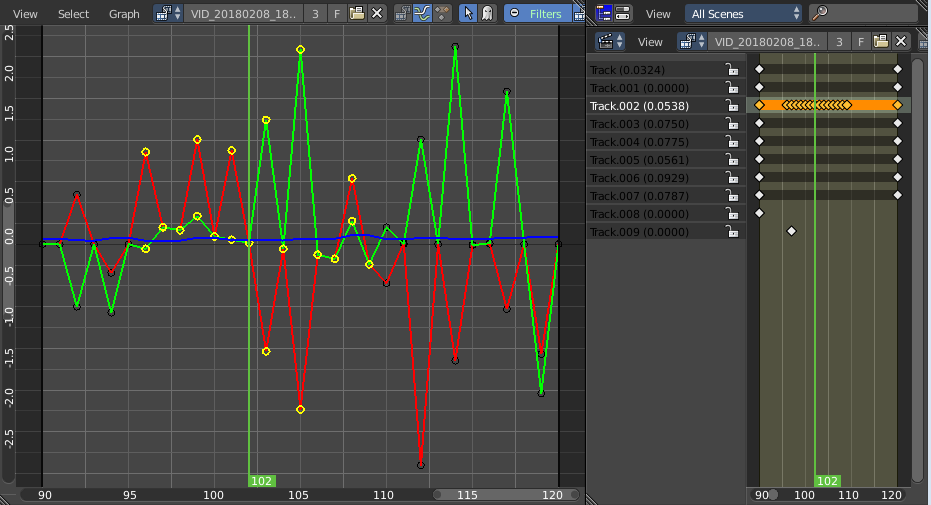 View Select Graph VID_20180208_18.. 3 F Filters
View All Scenes
View VID_20180208_18.. 3 F
2.5
2.0
1.5
1.0
0.5
0.0
-0.5
-1.0
-1.5
-2.0
-2.5
102
90 95 100 105 110 115 120
Track (0.0324)
Track.001 (0.0000)
Track.002 (0.0538)
Track.003 (0.0750)
Track.004 (0.0775)
Track.005 (0.0561)
Track.006 (0.0929)
Track.007 (0.0787)
Track.008 (0.0000)
Track.009 (0.0000)
102
90 100 110 120